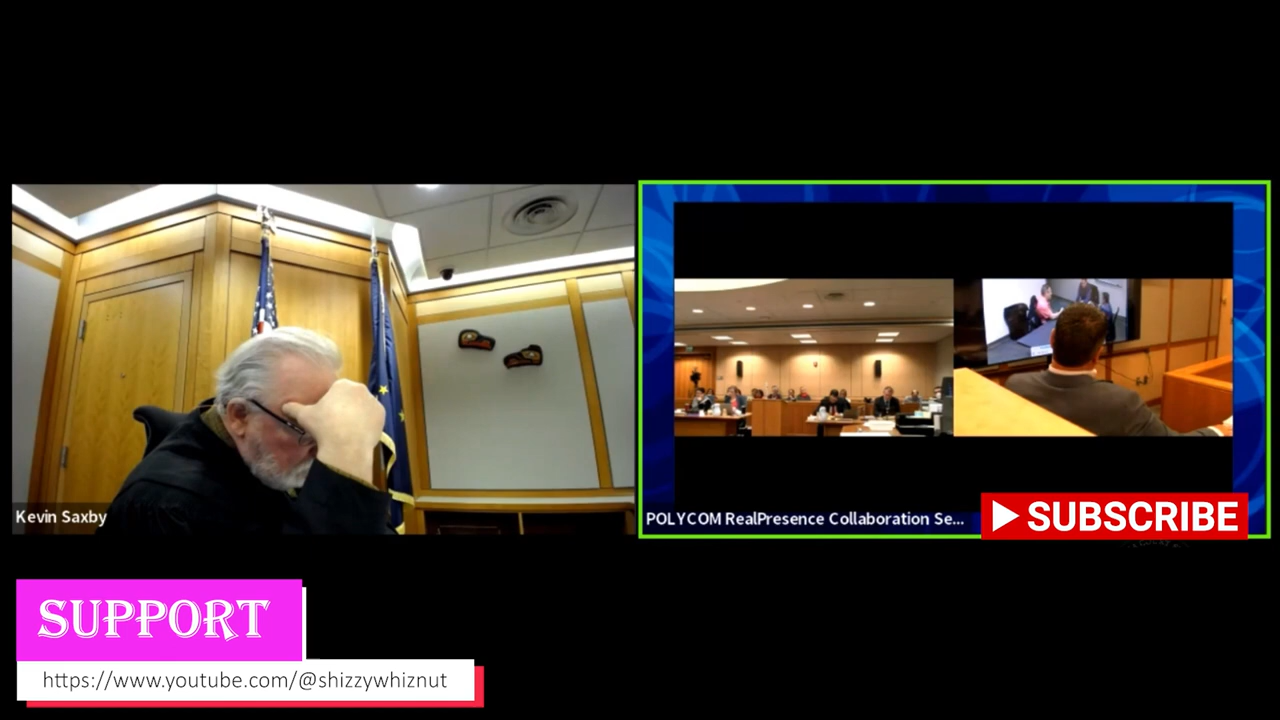 Kevin Saxby
POLYCOM RealPresence Collaboration Se...
SUBSCRIBE
SUPPORT
https://www.youtube.com/@shizzywhiznut